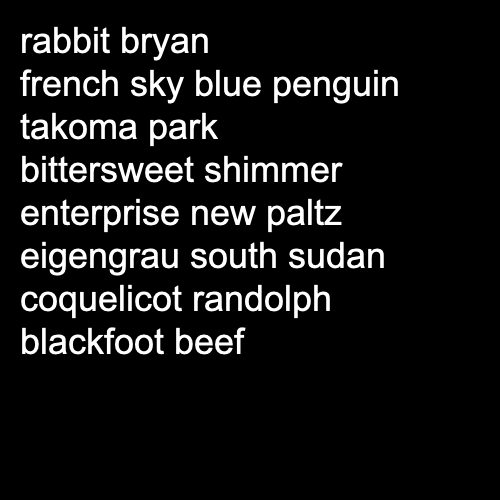 rabbit bryan
french sky blue penguin
takoma park
bittersweet shimmer
enterprise new paltz
eigengrau south sudan
coquelicot randolph
blackfoot beef